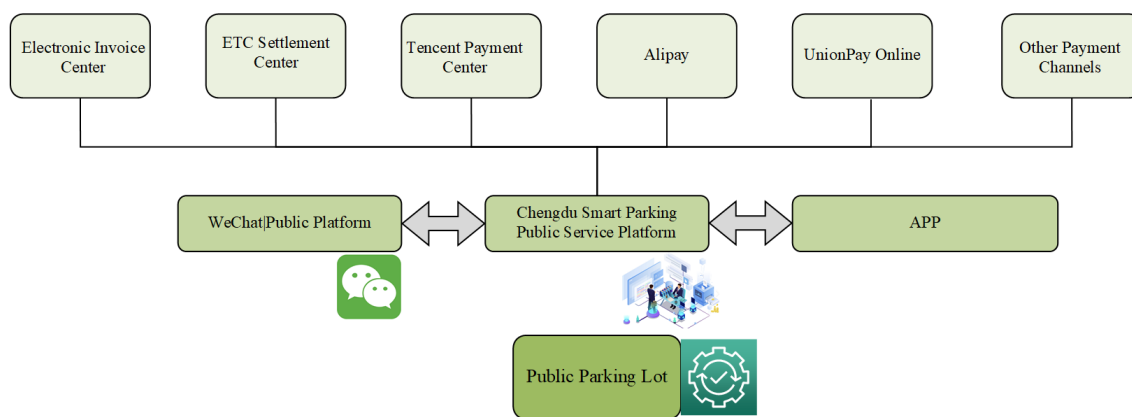 Electronic Invoice
Center
ETC Settlement
Center
Tencent Payment
Center
Alipay
UnionPay Online
Other Payment
Channels
WeChat|Public Platform
Chengdu Smart Parking
Public Service Platform
APP
Public Parking Lot